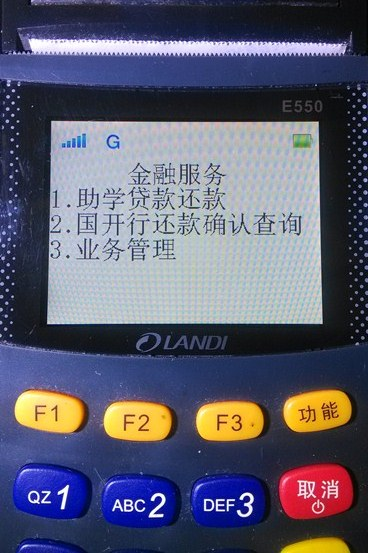 E550
G
金融服务
1.助学贷款还款
2.国开行还款确认查询
3.业务管理
LANDI
F1
F2
F3
功能
QZ 1
ABC 2
DEF 3
取消